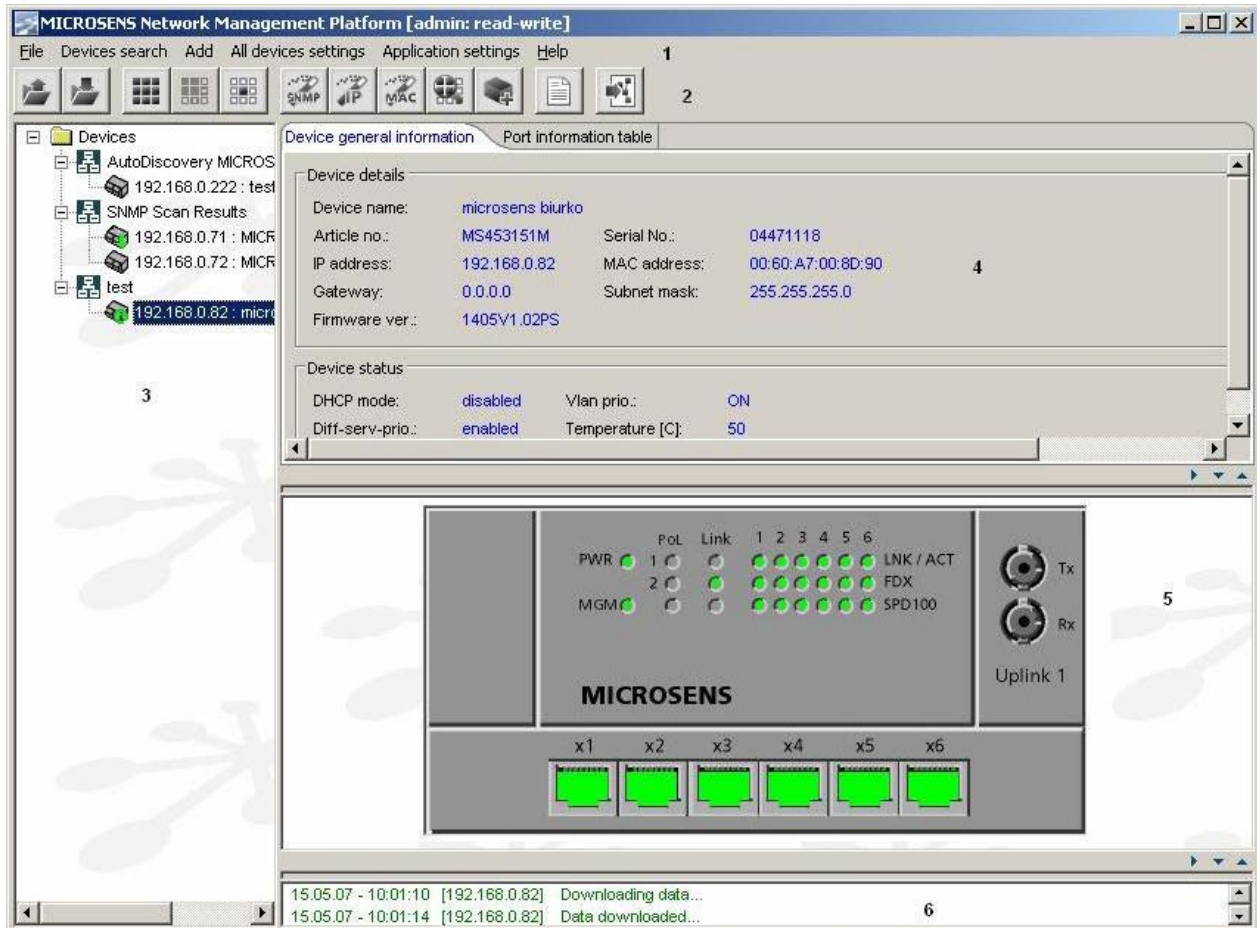 MICROSENS Network Management Platform [admin: read-write]
File Devices search Add All devices settings Application settings Help 1
SNMP IP MAC 2
Devices
AutoDiscovery MICROS
192.168.0.222 : test
SNMP Scan Results
192.168.0.71 : MICR
192.168.0.72 : MICR
test
192.168.0.82 : micro
3
Device general information Port information table
Device details
Device name: microsens biurko
Article no.: MS453151M Serial No.: 04471118
IP address: 192.168.0.82 MAC address: 00:60:A7:00:8D:90
4
Gateway: 0.0.0.0 Subnet mask: 255.255.255.0
Firmware ver.: 1405V1.02PS
Device status
DHCP mode: disabled Vlan prio.: ON
Diff-serv-prio.: enabled Temperature [C]: 50
PoL Link 1 2 3 4 5 6
PWR 1 LNK / ACT
2 FDX
MGM SPD100
Tx
Rx
Uplink 1
5
MICROSENS
x1 x2 x3 x4 x5 x6
15.05.07 - 10:01:10 [192.168.0.82] Downloading data...
15.05.07 - 10:01:14 [192.168.0.82] Data downloaded...
6